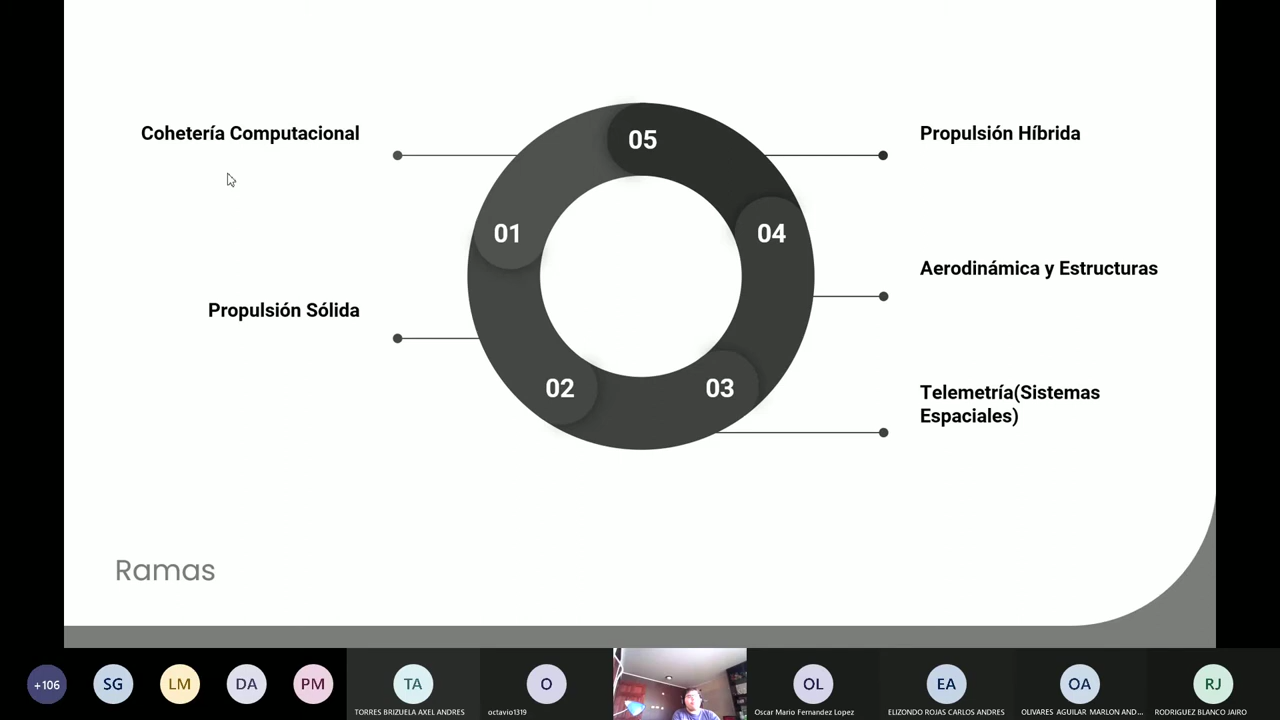 Cohetería Computacional
05
Propulsión Híbrida
01
04
Aerodinámica y Estructuras
Propulsión Sólida
02
03
Telemetría(Sistemas
Espaciales)
Ramas
+106
SG
LM
DA
PM
TA
O
OL
EA
OA
RJ
TORRES BRIZUELA AXEL ANDRES
octavio1319
Oscar Mario Fernandez Lopez
ELIZONDO ROJAS CARLOS ANDRES
OLIVARES AGUILAR MARLON AND...
RODRIGUEZ BLANCO JAIRO